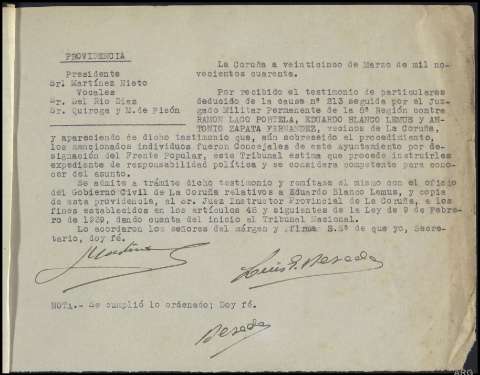 PROVIDENCIA
Presidente
Sr. Martínez Nieto
Vocales
Sr. Del Rio Diaz
Sr. Quiroga y M. de Pisón
La Coruña a veinticinco de Marzo de mil no-
vecientos cuarenta.
Por recibido el testimonio de particulares
deducido de la causa nº 213 seguida por el Juz-
gado Militar Permanente de la 8ª Región contra
RAMON LAGO PORTELA, EDUARDO BLANCO LEMUS y AN-
TONIO ZAPATA FERNANDEZ, vecinos de La Coruña,
y apareciendo de dicho testimonio que, aún sobreseido el procedimiento,
los mencionados individuos fueron Concejales de este Ayuntamiento por de-
signación del Frente Popular, este Tribunal estima que procede instruirles
expediente de responsabilidad política y se considera competente para cono-
cer del asunto.
Se admite a trámite dicho testimonio y remítase el mismo con el oficio
del Gobierno Civil de La Coruña relativos a Eduardo Blanco Lemus, y copia
de esta providencia, al Sr. Juez Instructor Provincial de La Coruña, a los
fines establecidos en los artículos 45 y siguientes de la Ley de 9 de Febre-
ro de 1939, dando cuenta del inicio al Tribunal Nacional.
Lo acordaron los señores del márgen y firma S.Sª de que yo, Secre-
tario, doy fé.
Luis P. Beseda
NOTA.- Se cumplió lo ordenado; Doy fé.
Beseda
ARG